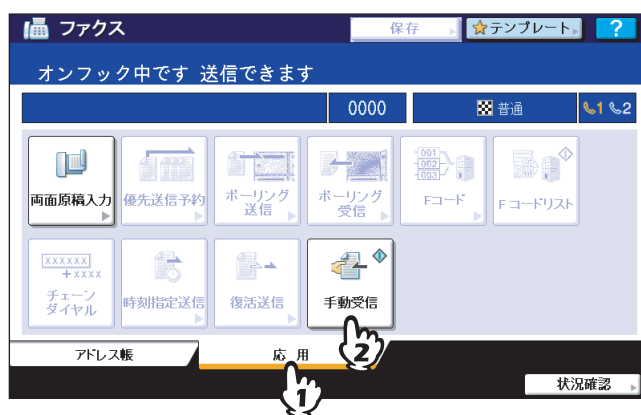 ファクス
保存
テンプレート
?
オンフック中です 送信できます
0000
普通
1
2
両面原稿入力
優先送信予約
ポーリング
送信
ポーリング
受信
001
002
003
Fコード
Fコードリスト
XXXXXX
+XXXX
チェーン
ダイヤル
時刻指定送信
復活送信
手動受信
2
アドレス帳
応用
1
状況確認